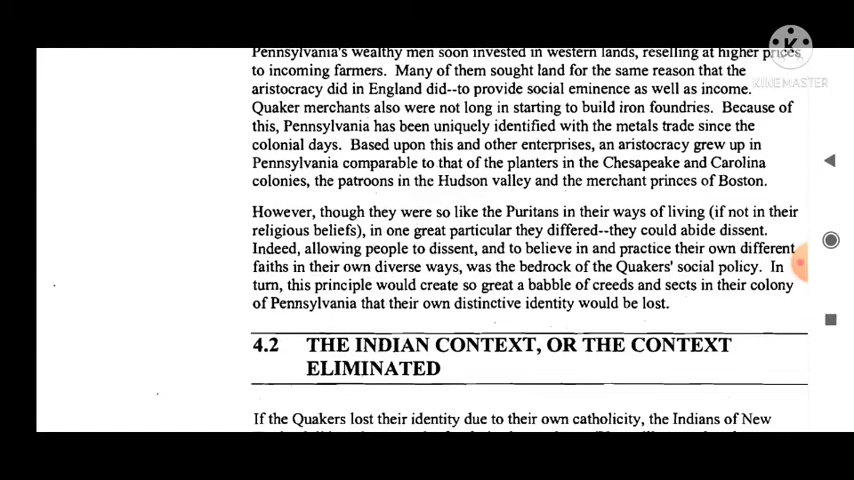 Pennsylvania's wealthy men soon invested in western lands, reselling at higher prices
to incoming farmers. Many of them sought land for the same reason that the
aristocracy did in England did--to provide social eminence as well as income.
Quaker merchants also were not long in starting to build iron foundries. Because of
this, Pennsylvania has been uniquely identified with the metals trade since the
colonial days. Based upon this and other enterprises, an aristocracy grew up in
Pennsylvania comparable to that of the planters in the Chesapeake and Carolina
colonies, the patroons in the Hudson valley and the merchant princes of Boston.
However, though they were so like the Puritans in their ways of living (if not in their
religious beliefs), in one great particular they differed--they could abide dissent.
Indeed, allowing people to dissent, and to believe in and practice their own different
faiths in their own diverse ways, was the bedrock of the Quakers' social policy. In
turn, this principle would create so great a babble of creeds and sects in their colony
of Pennsylvania that their own distinctive identity would be lost.
4.2 THE INDIAN CONTEXT, OR THE CONTEXT
ELIMINATED
If the Quakers lost their identity due to their own catholicity, the Indians of New
K
KINEMASTER